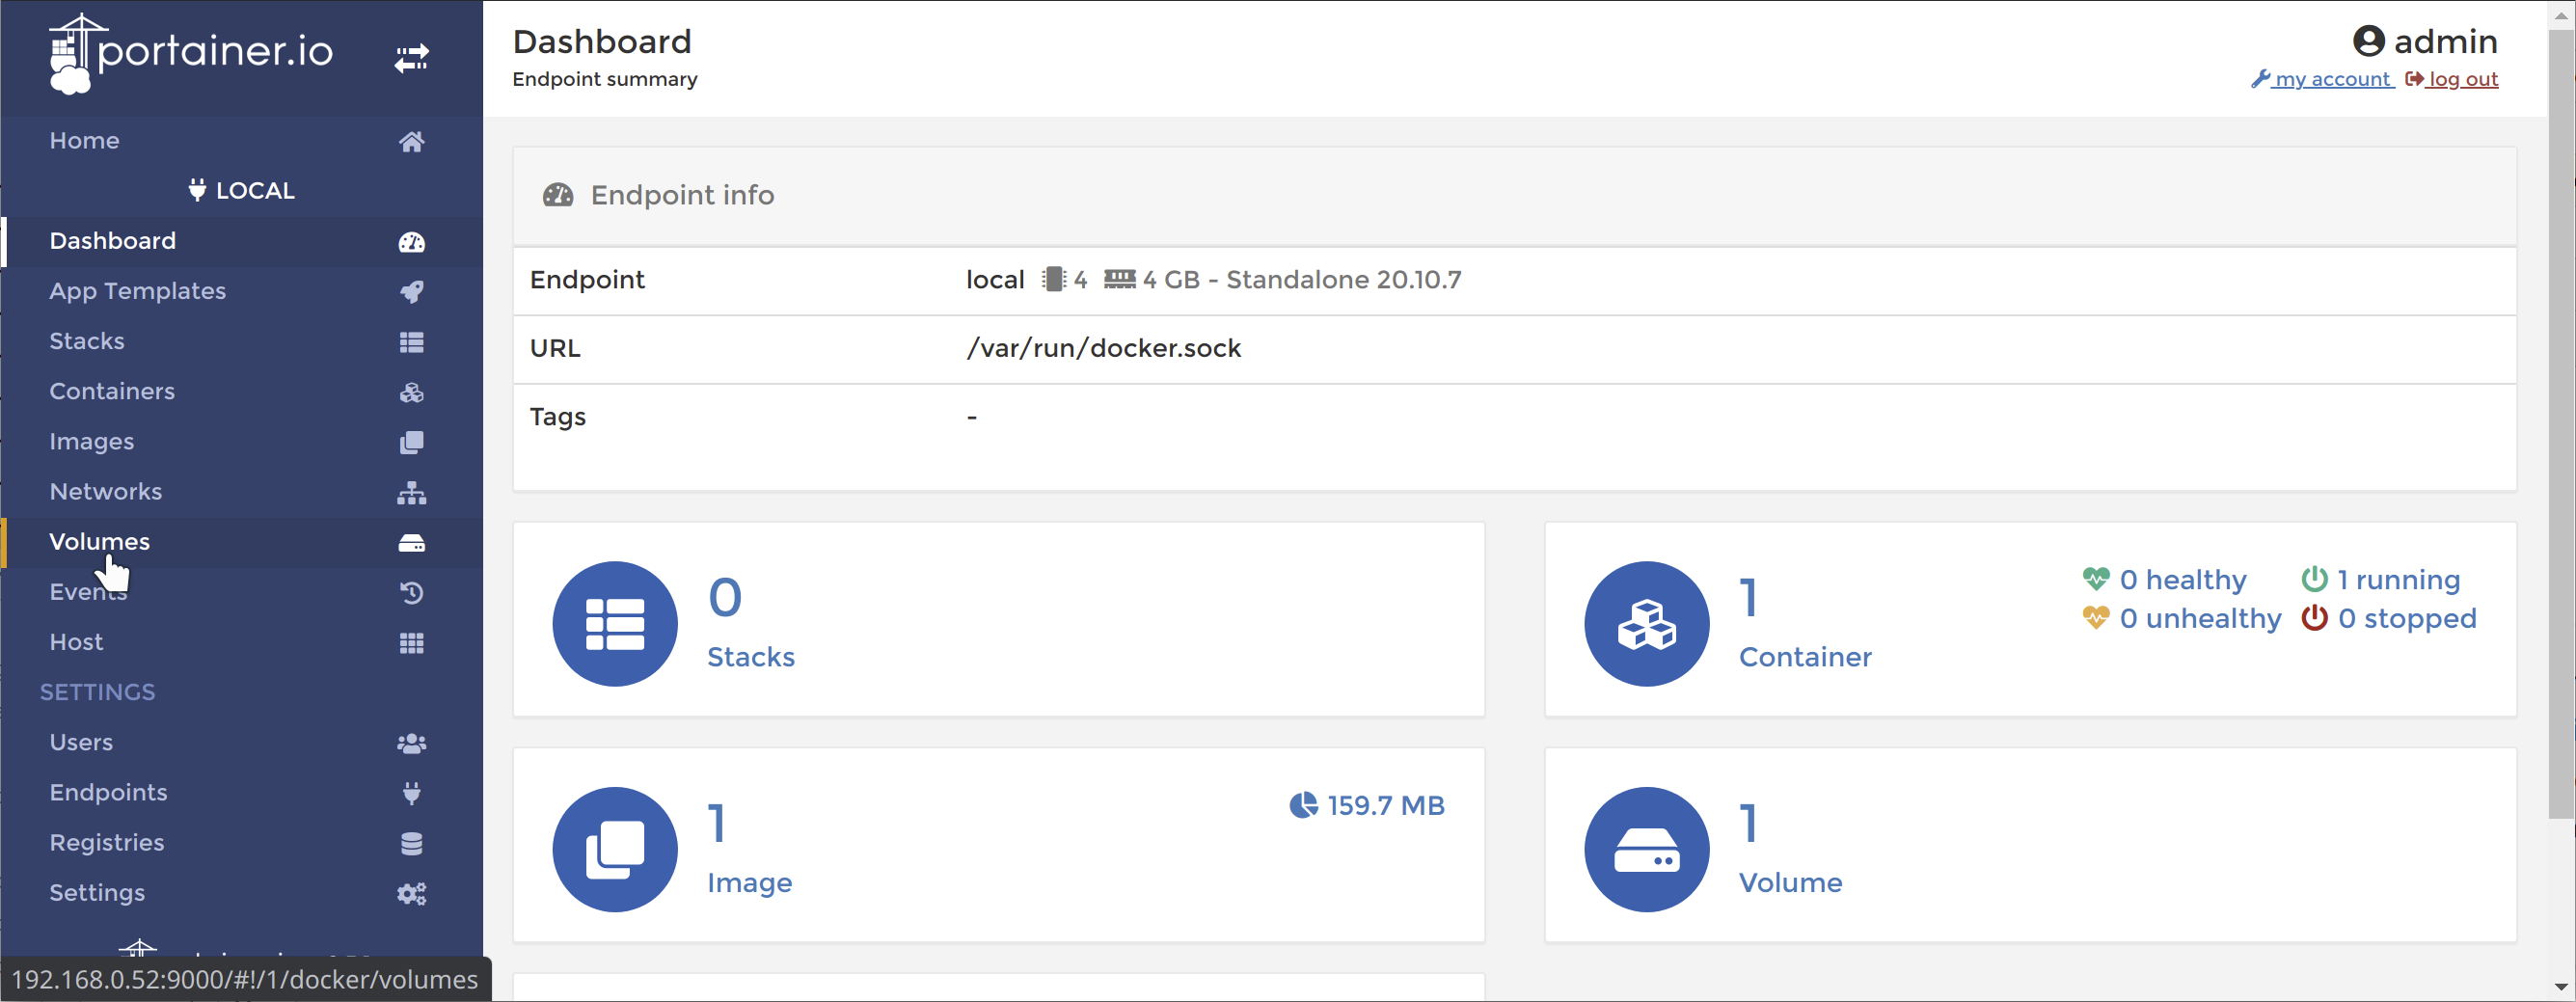 portainer.io
Home
LOCAL
Dashboard
App Templates
Stacks
Containers
Images
Networks
Volumes
Events
Host
SETTINGS
Users
Endpoints
Registries
Settings
192.168.0.52:9000/#!/1/docker/volumes
Dashboard
Endpoint summary
admin
my account log out
Endpoint info
Endpoint local 4 4 GB - Standalone 20.10.7
URL /var/run/docker.sock
Tags -
0
Stacks
1
Container
0 healthy 1 running
0 unhealthy 0 stopped
1
Image
159.7 MB
1
Volume